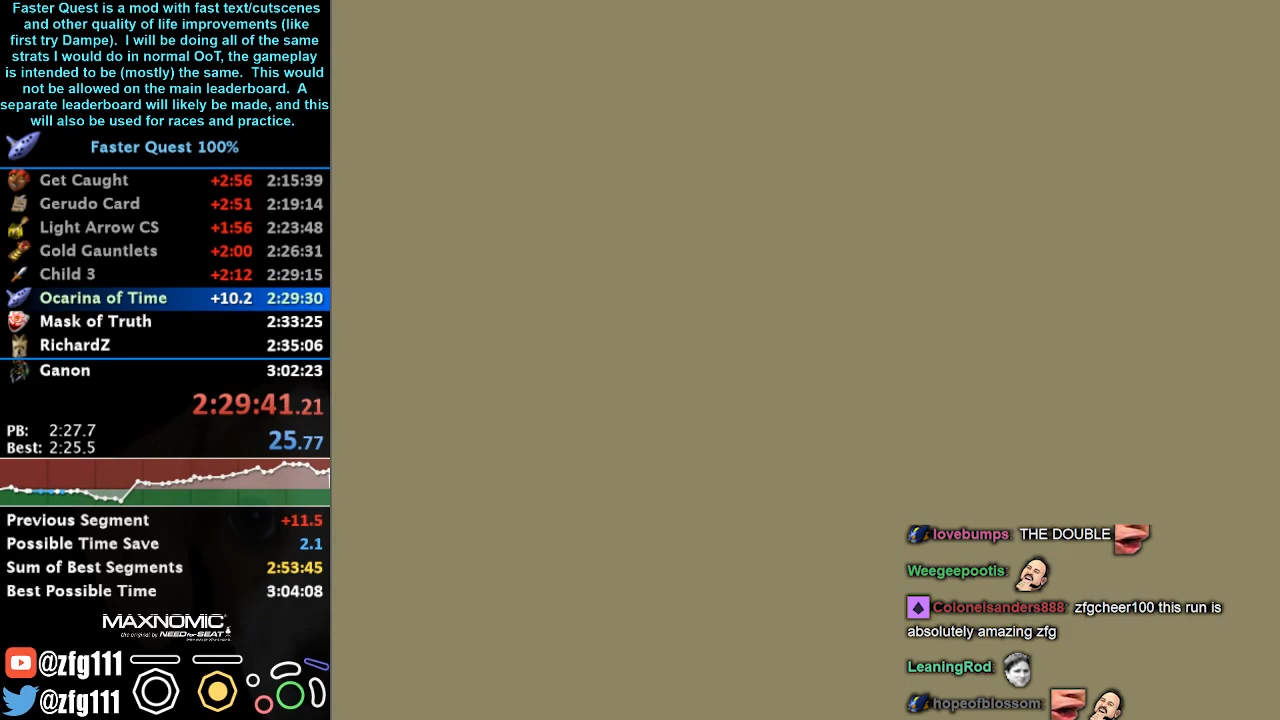 Faster Quest is a mod with fast text/cutscenes
and other quality of life improvements (like
first try Dampe). I will be doing all of the same
strats I would do in normal OoT, the gameplay
is intended to be (mostly) the same. This would
not be allowed on the main leaderboard. A
separate leaderboard will likely be made, and this
will also be used for races and practice.
Faster Quest 100%
Get Caught +2:56 2:15:39
Gerudo Card +2:51 2:19:14
Light Arrow CS +1:56 2:23:48
Gold Gauntlets +2:00 2:26:31
Child 3 +2:12 2:29:15
Ocarina of Time +10.2 2:29:30
Mask of Truth 2:33:25
RichardZ 2:35:06
Ganon 3:02:23
2:29:41.21
PB: 2:27.7
Best: 2:25.5
25.77
Previous Segment +11.5
Possible Time Save 2.1
Sum of Best Segments 2:53:45
Best Possible Time 3:04:08
MAXNOMIC
the original by NEED for SEAT
@zfg111
@zfg111
lovebumps: THE DOUBLE
Weegeepootis:
Colonelsanders888: zfgcheer100 this run is
absolutely amazing zfg
LeaningRod:
hopeofblossom: